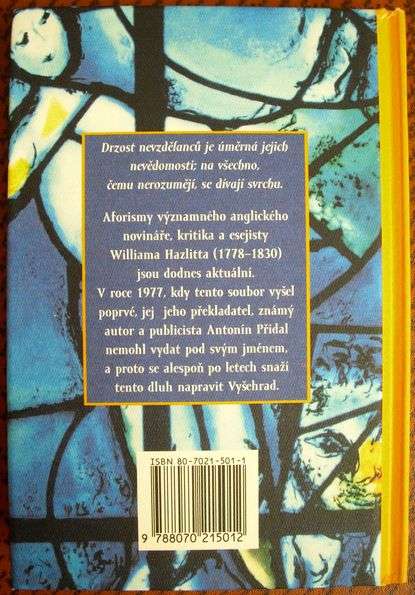 Drzost nevzdělanců je úměrná jejich
nevědomosti; na všechno,
čemu nerozumějí, se dívají svrchu.
Aforismy významného anglického
novináře, kritika a esejisty
Williama Hazlitta (1778–1830)
jsou dodnes aktuální.
V roce 1977, kdy tento soubor vyšel
poprvé, jej jeho překladatel, známý
autor a publicista Antonín Přidal
nemohl vydat pod svým jménem,
a proto se alespoň po letech snaží
tento dluh napravit Vyšehrad.
ISBN 80-7021-501-1
9 788070 215012